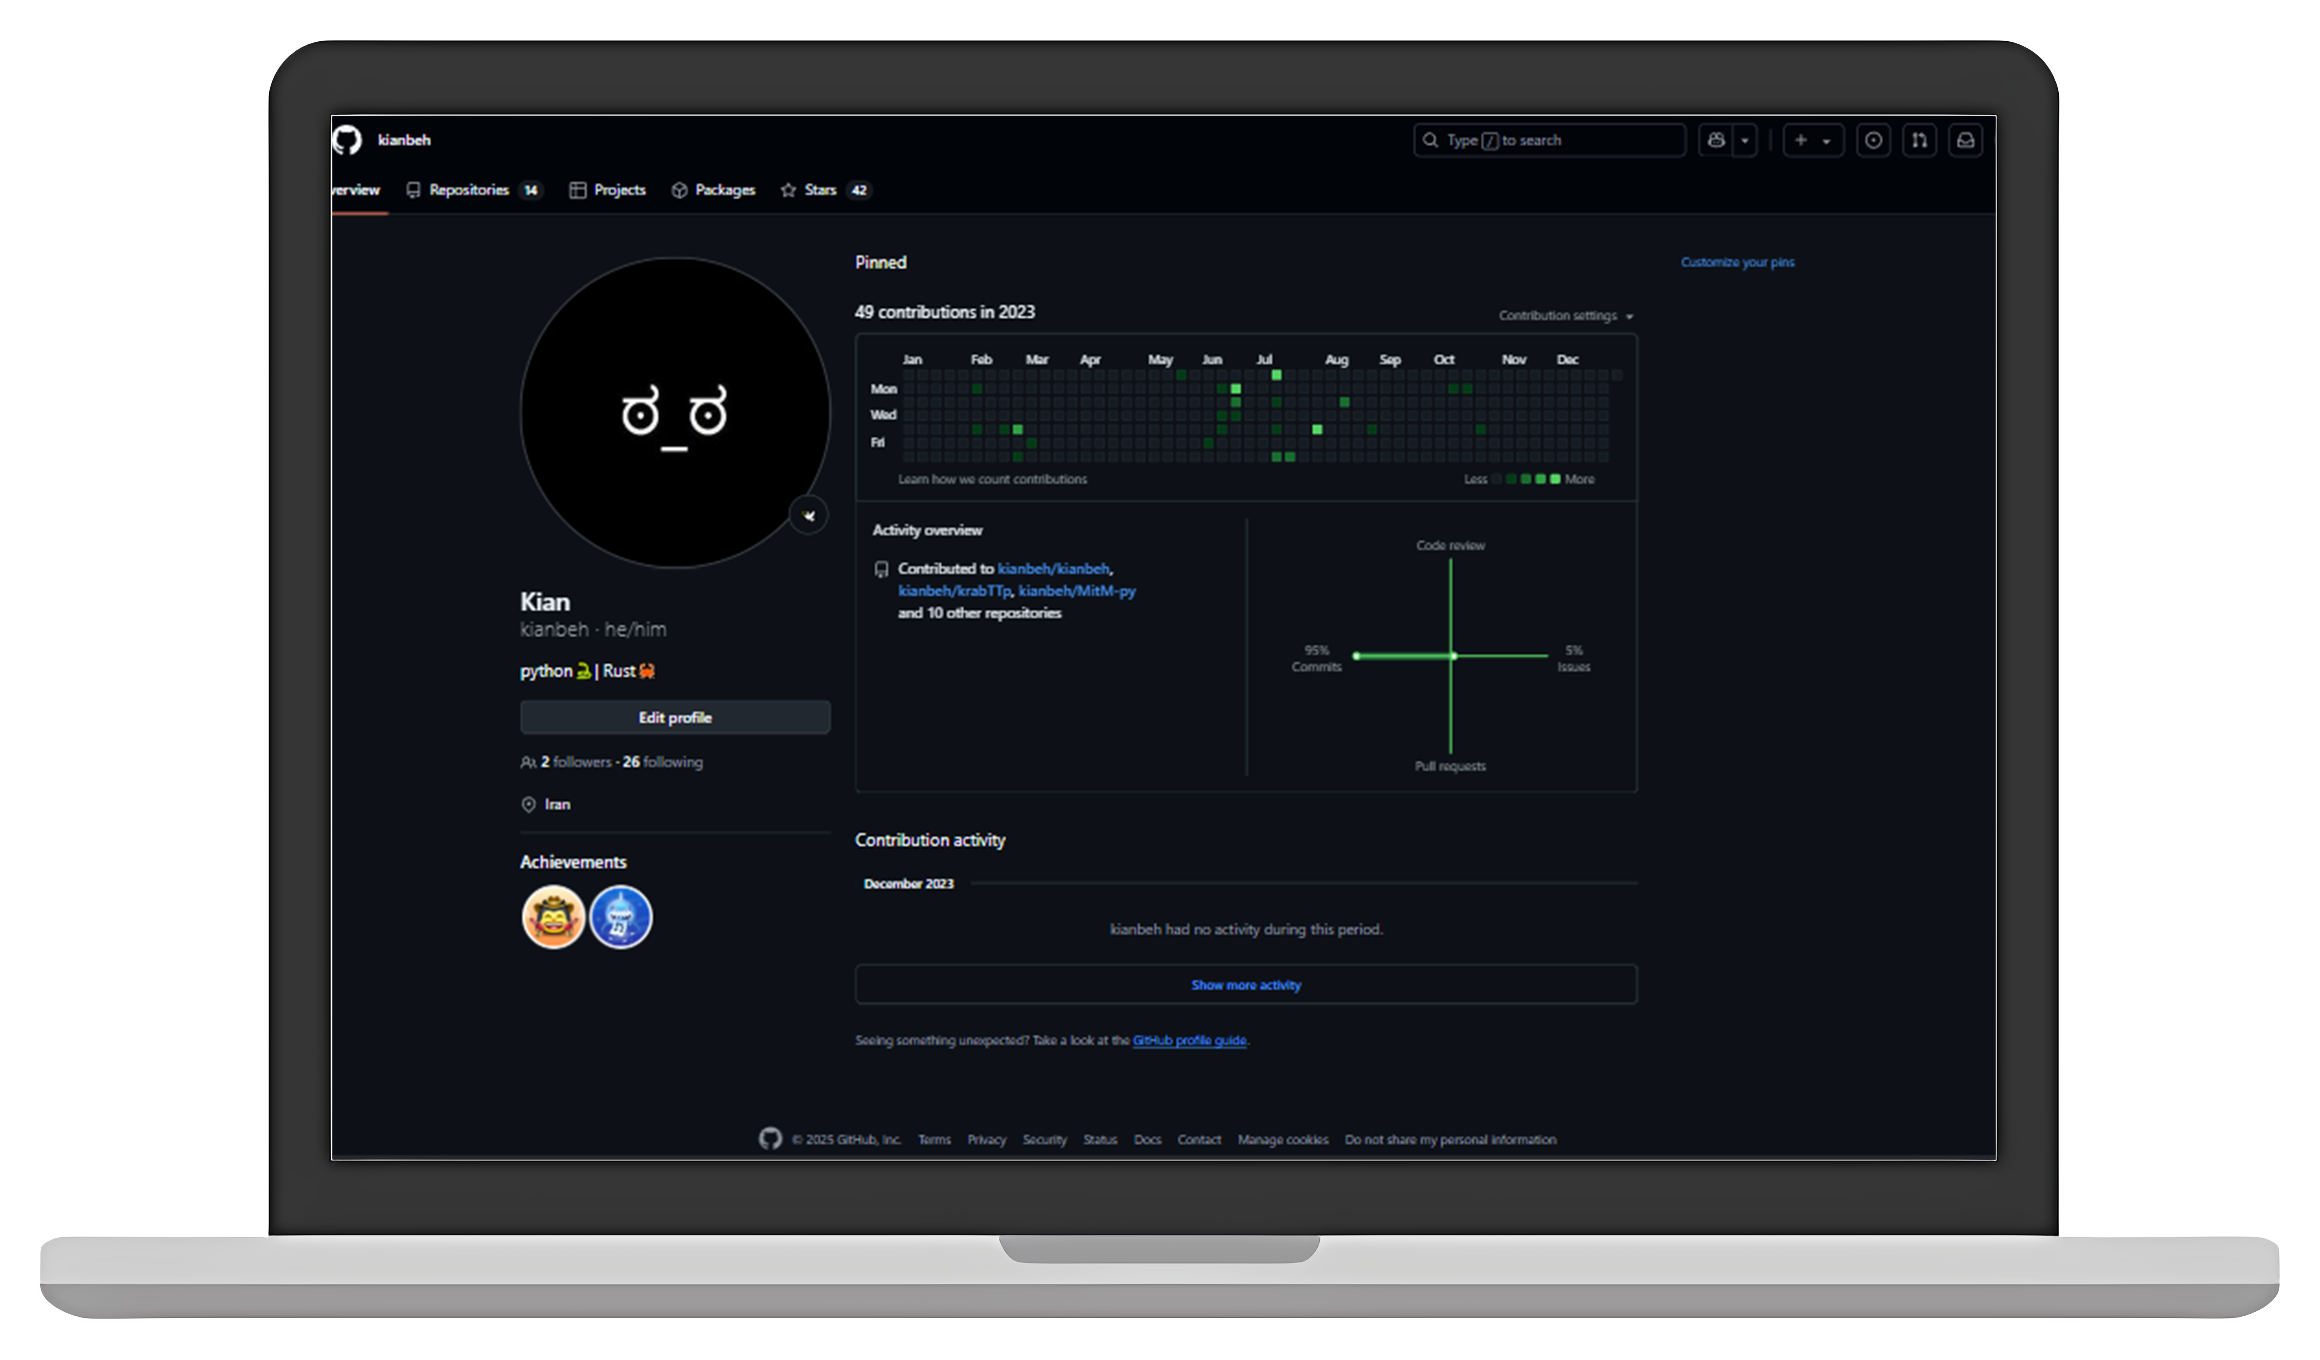 kianbeh
Type / to search
verview Repositories 14 Projects Packages Stars 42
ಠ_ಠ
Kian
kianbeh · he/him
python 🐍 | Rust 🦀
Edit profile
2 followers · 26 following
Iran
Achievements
Pinned
Customize your pins
49 contributions in 2023
Contribution settings
Jan Feb Mar Apr May Jun Jul Aug Sep Oct Nov Dec
Mon
Wed
Fri
Learn how we count contributions
Less More
Activity overview
Contributed to kianbeh/kianbeh,
kianbeh/krabTTp, kianbeh/MitM-py
and 10 other repositories
Code review
95%
Commits
5%
Issues
Pull requests
Contribution activity
December 2023
kianbeh had no activity during this period.
Show more activity
Seeing something unexpected? Take a look at the GitHub profile guide.
© 2025 GitHub, Inc. Terms Privacy Security Status Docs Contact Manage cookies Do not share my personal information